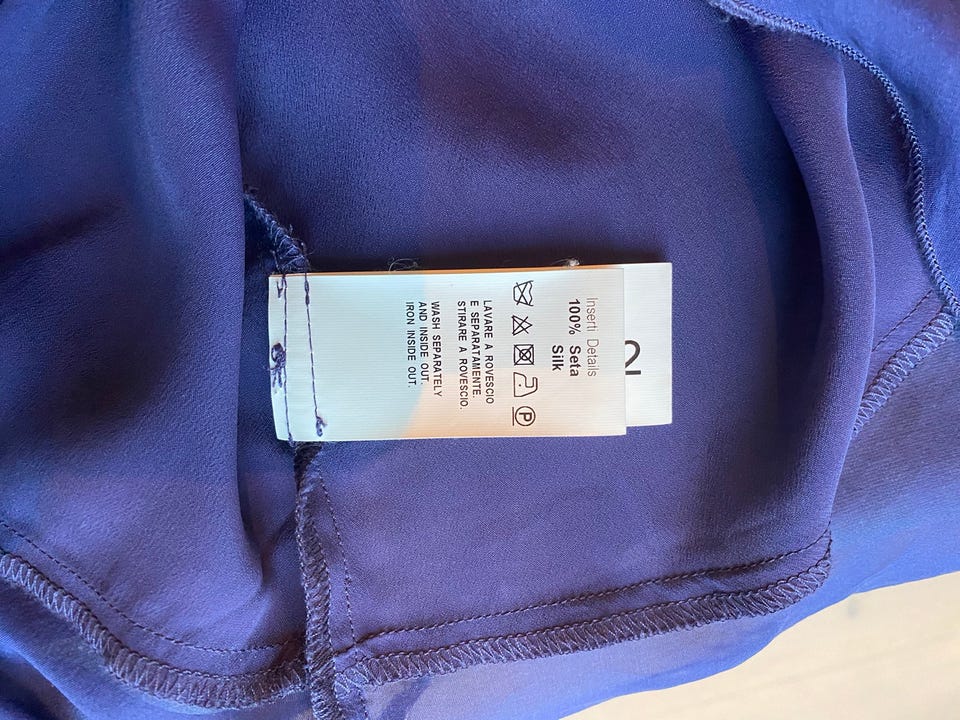 Inserti Details
100% Seta
Silk
P
LAVARE A ROVESCIO
E SEPARATAMENTE.
STIRARE A ROVESCIO.
WASH SEPARATELY
AND INSIDE OUT.
IRON INSIDE OUT.